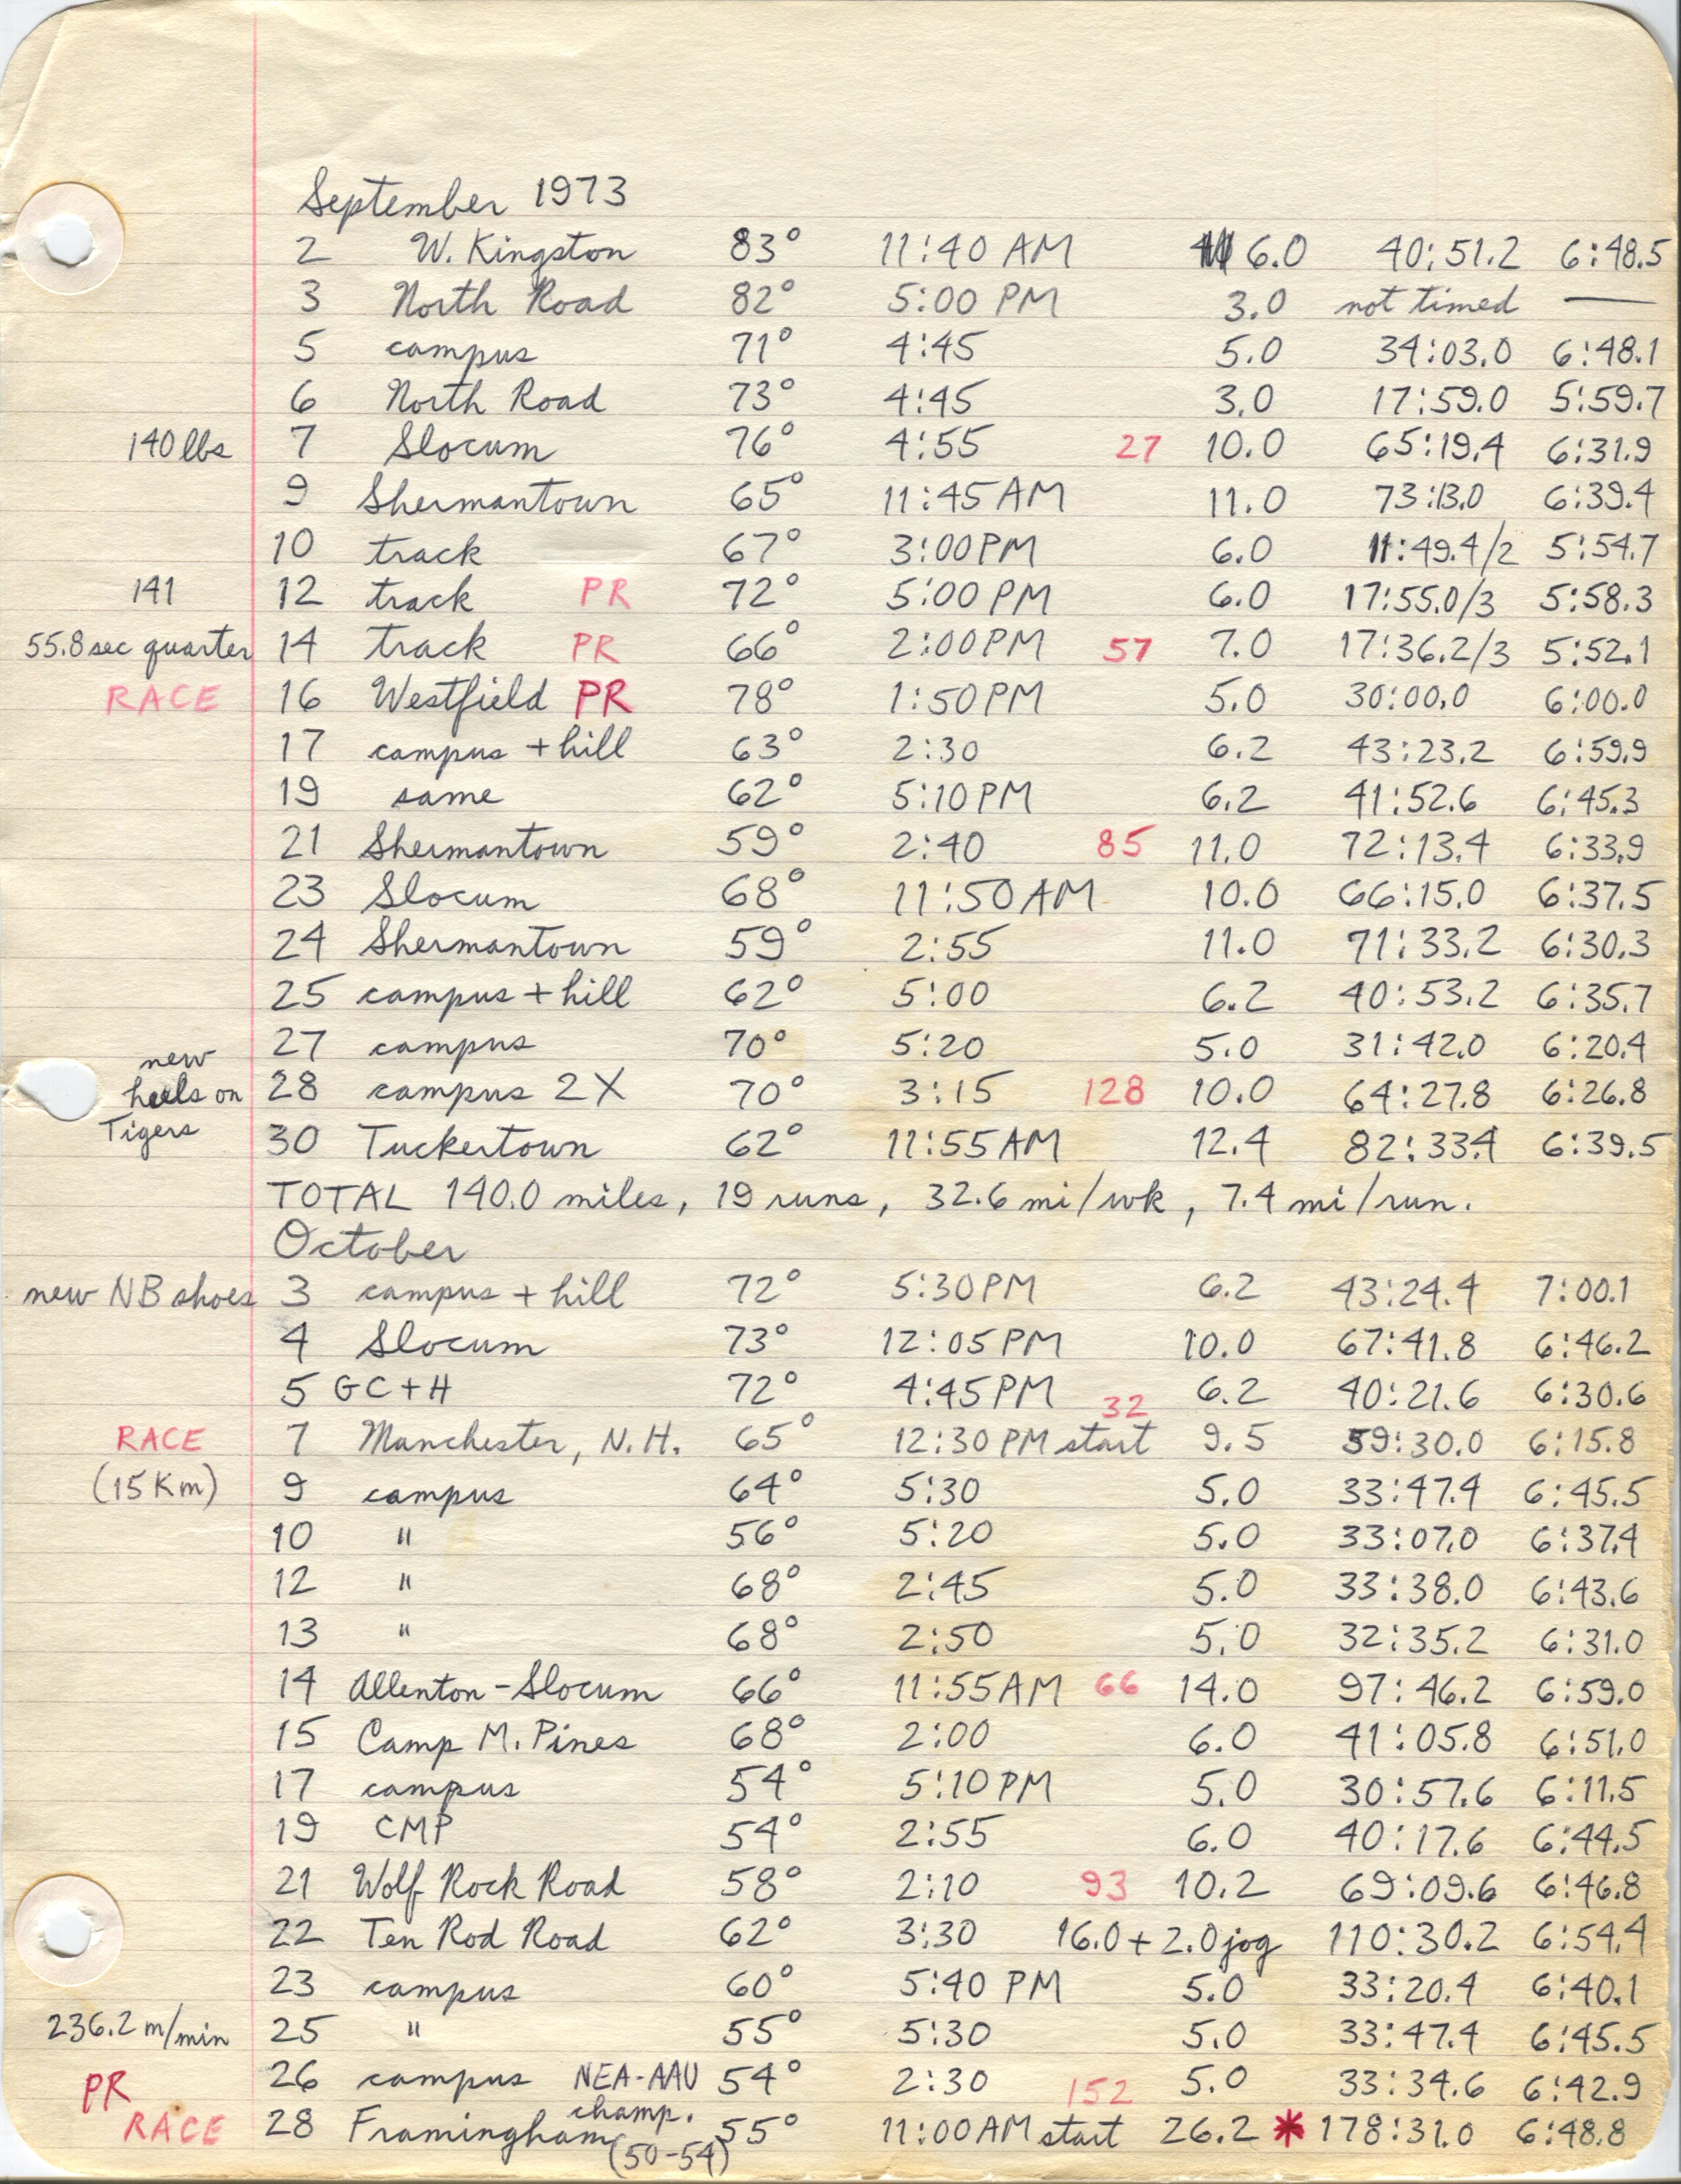 September 1973
2 W. Kingston 83° 11:40 AM 6.0 40:51.2 6:48.5
3 North Road 82° 5:00 PM 3.0 not timed —
5 campus 71° 4:45 5.0 34:03.0 6:48.1
6 North Road 73° 4:45 3.0 17:59.0 5:59.7
140 lbs 7 Slocum 76° 4:55 27 10.0 65:19.4 6:31.9
9 Shermantown 65° 11:45 AM 11.0 73:13.0 6:39.4
10 track 67° 3:00 PM 6.0 11:49.4/2 5:54.7
141 12 track PR 72° 5:00 PM 6.0 17:55.0/3 5:58.3
55.8 sec quarter 14 track PR 66° 2:00 PM 57 7.0 17:36.2/3 5:52.1
RACE 16 Westfield PR 78° 1:50 PM 5.0 30:00.0 6:00.0
17 campus + hill 63° 2:30 6.2 43:23.2 6:59.9
19 same 62° 5:10 PM 6.2 41:52.6 6:45.3
21 Shermantown 59° 2:40 85 11.0 72:13.4 6:33.9
23 Slocum 68° 11:50 AM 10.0 66:15.0 6:37.5
24 Shermantown 59° 2:55 11.0 71:33.2 6:30.3
25 campus + hill 62° 5:00 6.2 40:53.2 6:35.7
27 campus 70° 5:20 5.0 31:42.0 6:20.4
new heels on Tigers 28 campus 2X 70° 3:15 128 10.0 64:27.8 6:26.8
30 Tuckertown 62° 11:55 AM 12.4 82:33.4 6:39.5
TOTAL 140.0 miles, 19 runs, 32.6 mi/wk, 7.4 mi/run.
October
new NB shoes 3 campus + hill 72° 5:30 PM 6.2 43:24.4 7:00.1
4 Slocum 73° 12:05 PM 10.0 67:41.8 6:46.2
5 GC+H 72° 4:45 PM 32 6.2 40:21.6 6:30.6
RACE 7 Manchester, N.H. 65° 12:30 PM start 9.5 59:30.0 6:15.8
(15 Km) 9 campus 64° 5:30 5.0 33:47.4 6:45.5
10 " 56° 5:20 5.0 33:07.0 6:37.4
12 " 68° 2:45 5.0 33:38.0 6:43.6
13 " 68° 2:50 5.0 32:35.2 6:31.0
14 Allenton-Slocum 66° 11:55 AM 66 14.0 97:46.2 6:59.0
15 Camp M. Pines 68° 2:00 6.0 41:05.8 6:51.0
17 campus 54° 5:10 PM 5.0 30:57.6 6:11.5
19 CMP 54° 2:55 6.0 40:17.6 6:44.5
21 Wolf Rock Road 58° 2:10 93 10.2 69:09.6 6:46.8
22 Ten Rod Road 62° 3:30 16.0 + 2.0 jog 110:30.2 6:54.4
23 campus 60° 5:40 PM 5.0 33:20.4 6:40.1
236.2 m/min 25 " 55° 5:30 5.0 33:47.4 6:45.5
PR 26 campus 54° 2:30 152 5.0 33:34.6 6:42.9
RACE 28 Framingham NEA-AAU champ. (50-54) 55° 11:00 AM start 26.2 * 178:31.0 6:48.8